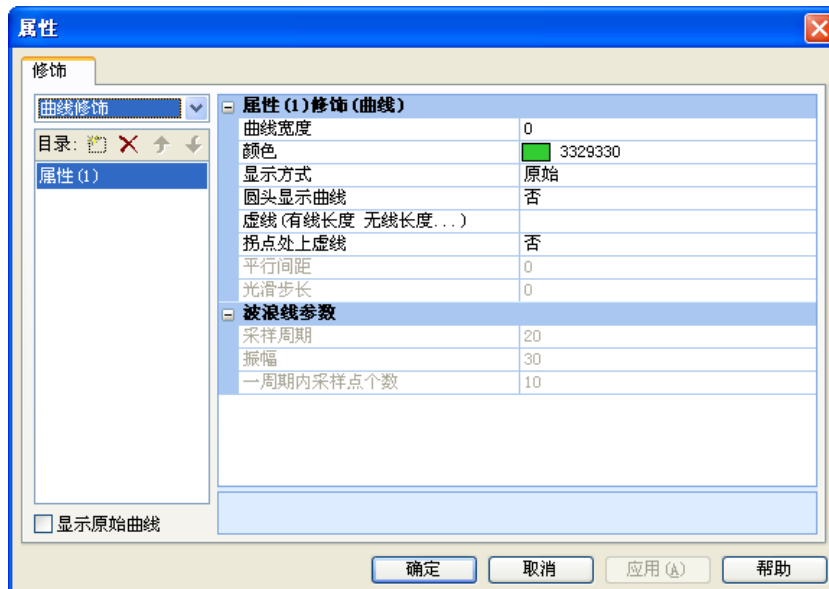 属性
修饰
曲线修饰
目录:
属性(1)
显示原始曲线
属性(1)修饰(曲线)
曲线宽度 0
颜色 3329330
显示方式 原始
圆头显示曲线 否
虚线(有线长度 无线长度...)
拐点处上虚线 否
平行间距 0
光滑步长 0
波浪线参数
采样周期 20
振幅 30
一周期内采样点个数 10
确定 取消 应用(A) 帮助